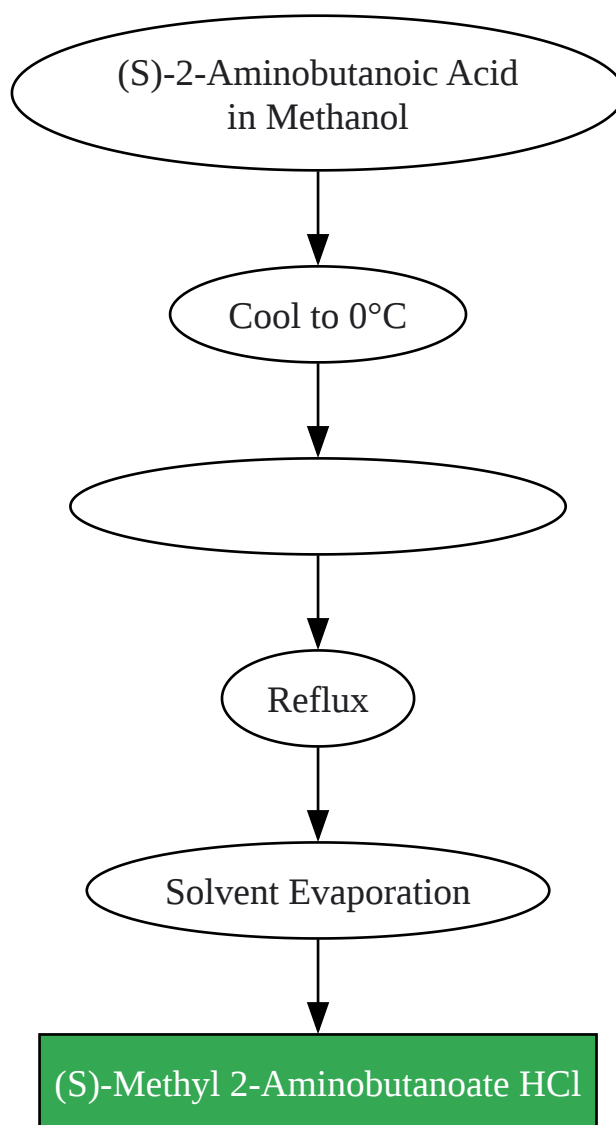 (S)-2-Aminobutanoic Acid
in Methanol
Cool to 0°C
Reflux
Solvent Evaporation
(S)-Methyl 2-Aminobutanoate HCl